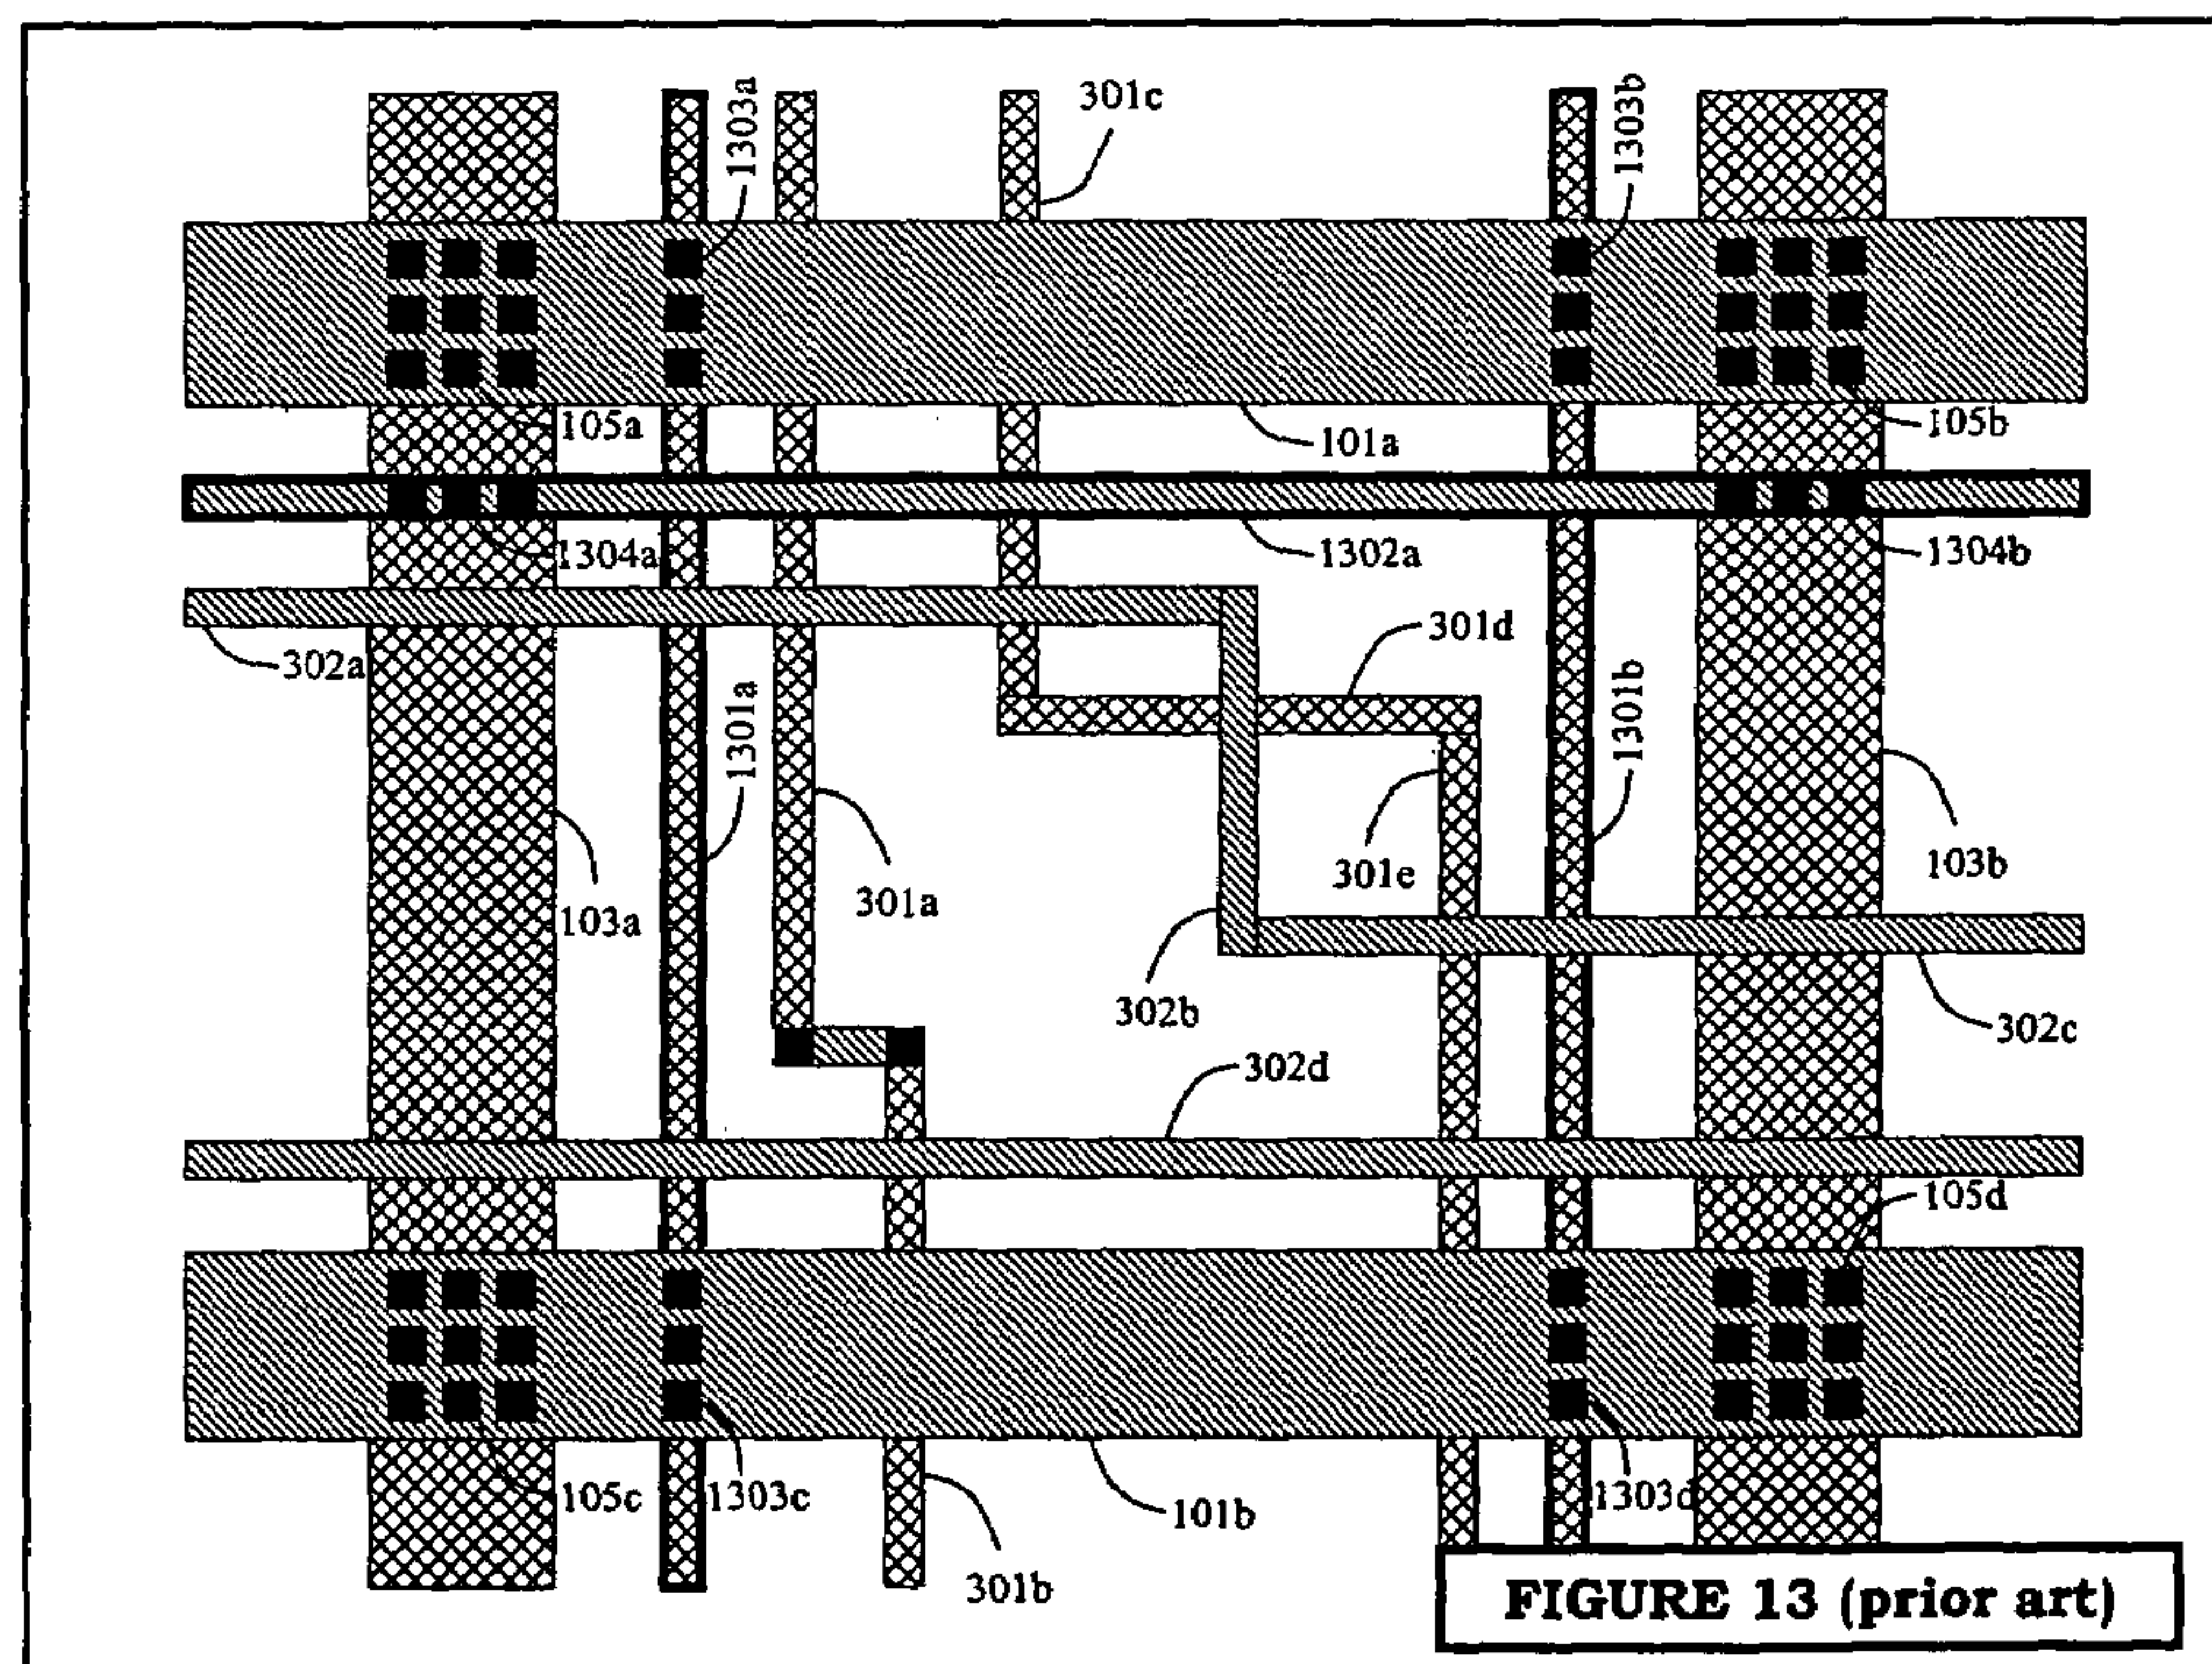 301c
1303a
1303b
105a
101a
105b
1304a
1302a
1304b
302a
301d
1301a
1301b
301a
301e
103b
103a
302b
302c
302d
105d
105c
1303c
101b
1303d
301b
FIGURE 13 (prior art)